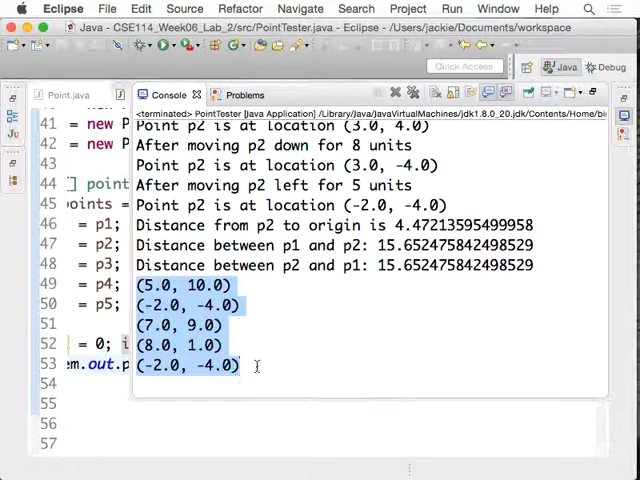 Eclipse File Edit Source Refactor Navigate Search Project Run Window Help
Java - CSE114_Week06_Lab_2/src/PointTester.java - Eclipse - /Users/jackie/Documents/workspace
Quick Access
Java
Debug
Point.java
Console
Problems
<terminated> PointTester [Java Application] /Library/Java/JavaVirtualMachines/jdk1.8.0_20.jdk/Contents/Home/bin
Point p2 is at location (3.0, 4.0)
After moving p2 down for 8 units
Point p2 is at location (3.0, -4.0)
After moving p2 left for 5 units
Point p2 is at location (-2.0, -4.0)
Distance from p2 to origin is 4.47213595499958
Distance between p1 and p2: 15.652475842498529
Distance between p2 and p1: 15.652475842498529
(5.0, 10.0)
(-2.0, -4.0)
(7.0, 9.0)
(8.0, 1.0)
(-2.0, -4.0)
41 = new P
42 = new P
43
44 [] point
45 points =
46 = p1;
47 = p2;
48 = p3;
49 = p4;
50 = p5;
51
52 = 0; i
53 em.out.p
54
55
56
57